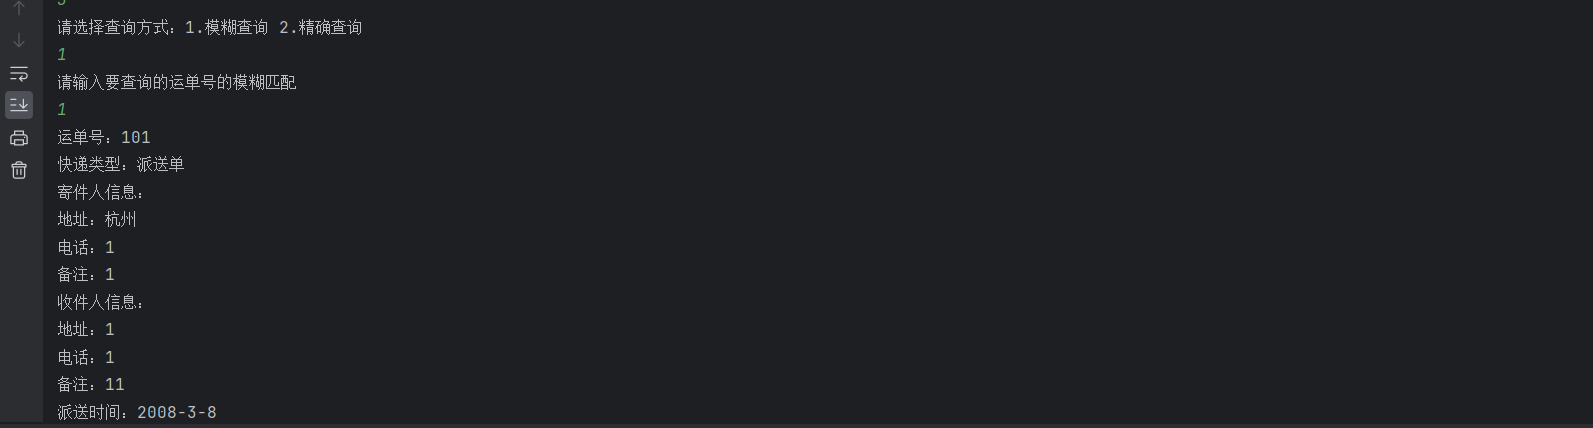 请选择查询方式：1.模糊查询 2.精确查询
1
请输入要查询的运单号的模糊匹配
1
运单号：101
快递类型：派送单
寄件人信息：
地址：杭州
电话：1
备注：1
收件人信息：
地址：1
电话：1
备注：11
派送时间：2008-3-8